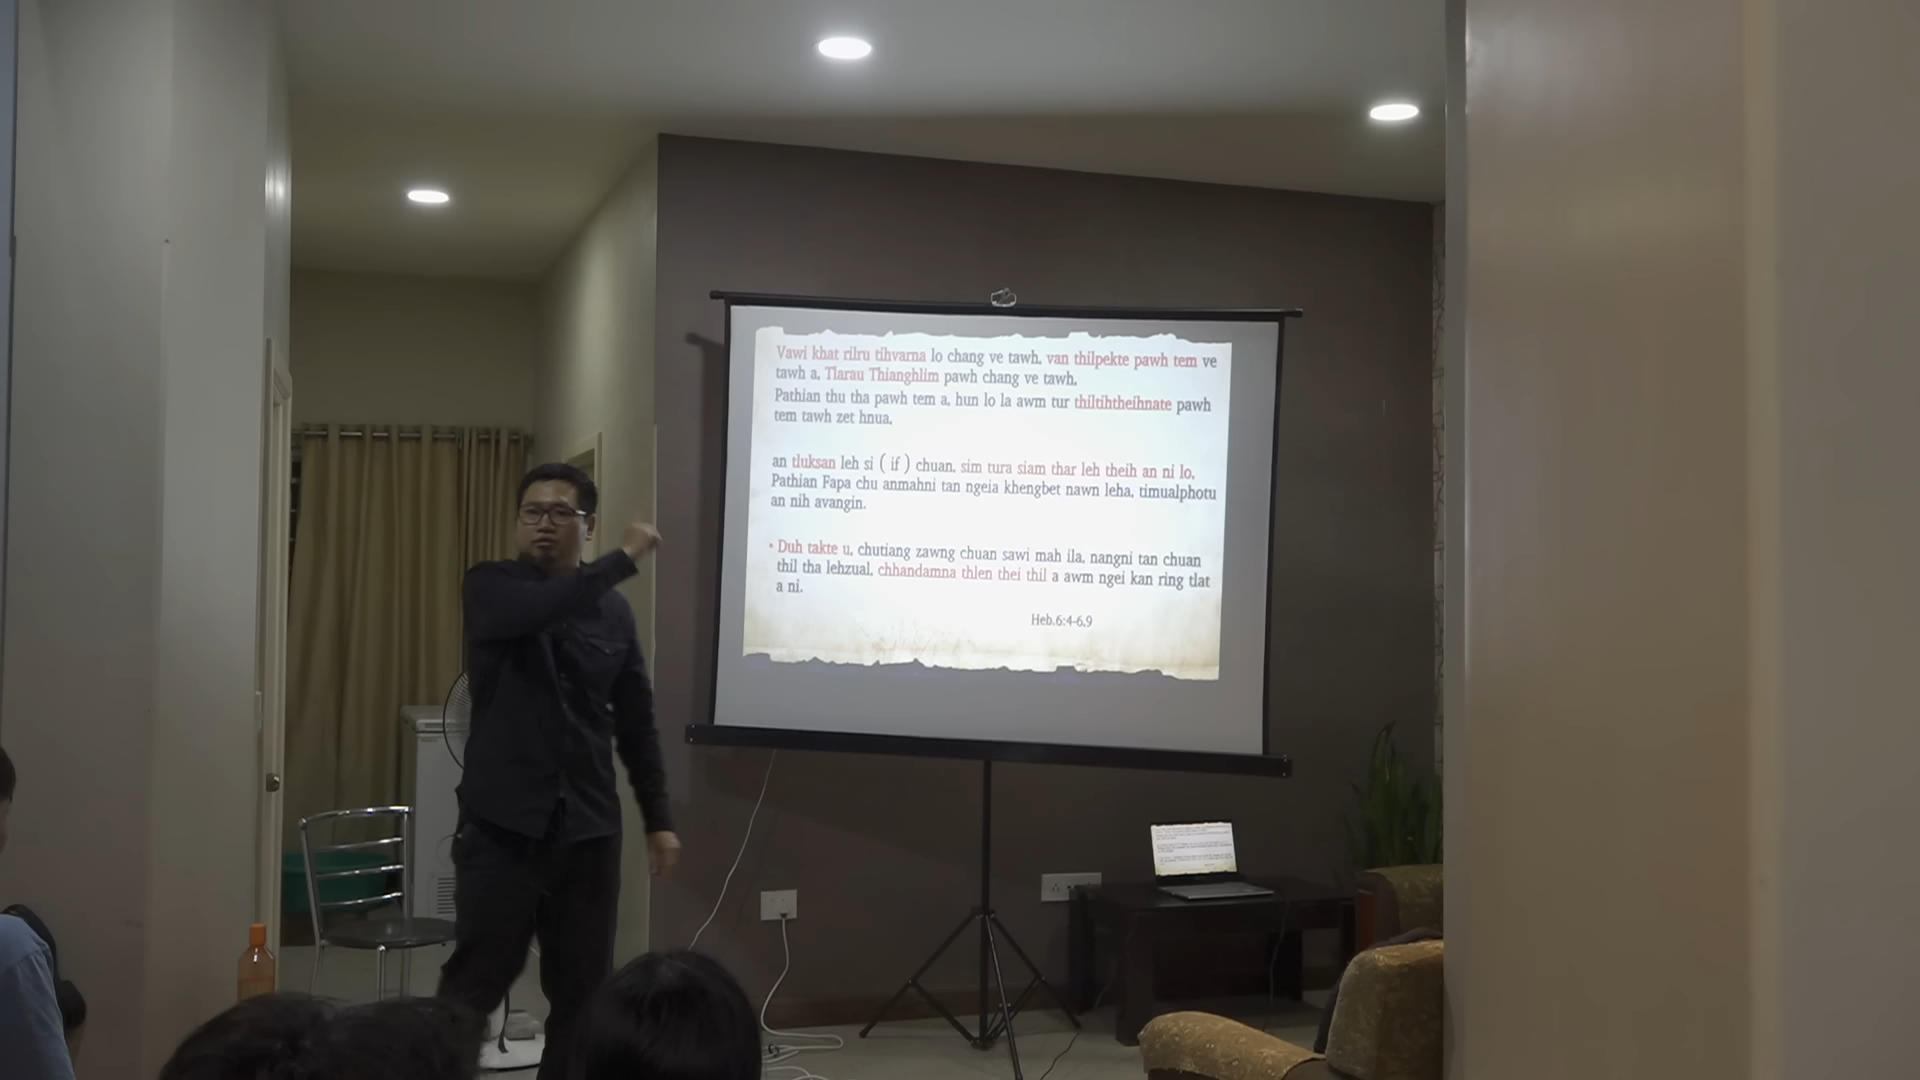 Vawi khat rilru tihvarna lo chang ve tawh, van thilpekte pawh tem ve
tawh a, Tlarau Thianghlim pawh chang ve tawh,
Pathian thu tha pawh tem a, hun lo la awm tur thiltihtheihnate pawh
tem tawh zet hnua,
an tluksan leh si ( if ) chuan, sim tura siam thar leh theih an ni lo,
Pathian Fapa chu anmahni tan ngeia khengbet nawn leha, timualphotu
an nih avangin.
• Duh takte u, chutiang zawng chuan sawi mah ila, nangni tan chuan
thil tha lehzual, chhandamna thlen thei thil a awm ngei kan ring tlat
a ni.
Heb.6:4-6,9